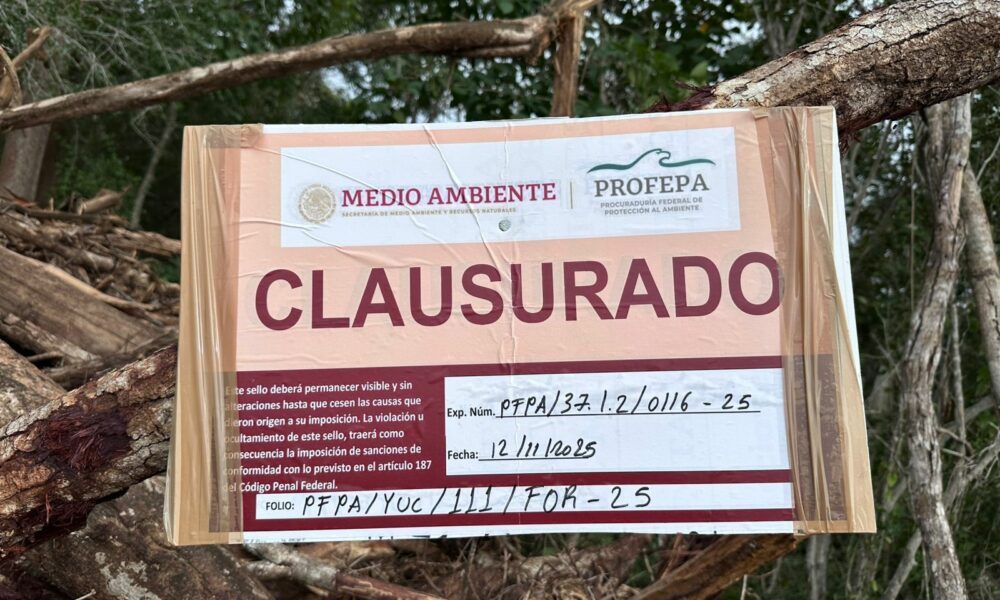 MEDIO AMBIENTE
SECRETARÍA DE MEDIO AMBIENTE Y RECURSOS NATURALES
PROFEPA
PROCURADURÍA FEDERAL DE
PROTECCIÓN AL AMBIENTE
CLAUSURADO
Este sello deberá permanecer visible y sin
alteraciones hasta que cesen las causas que
dieron origen a su imposición. La violación u
ocultamiento de este sello, traerá como
consecuencia la imposición de sanciones de
conformidad con lo previsto en el artículo 187
del Código Penal Federal.
Exp. Núm. PFPA/37.1.2/0116-25
Fecha: 12/11/2025
FOLIO: PFPA/YUC/111/FOR-25